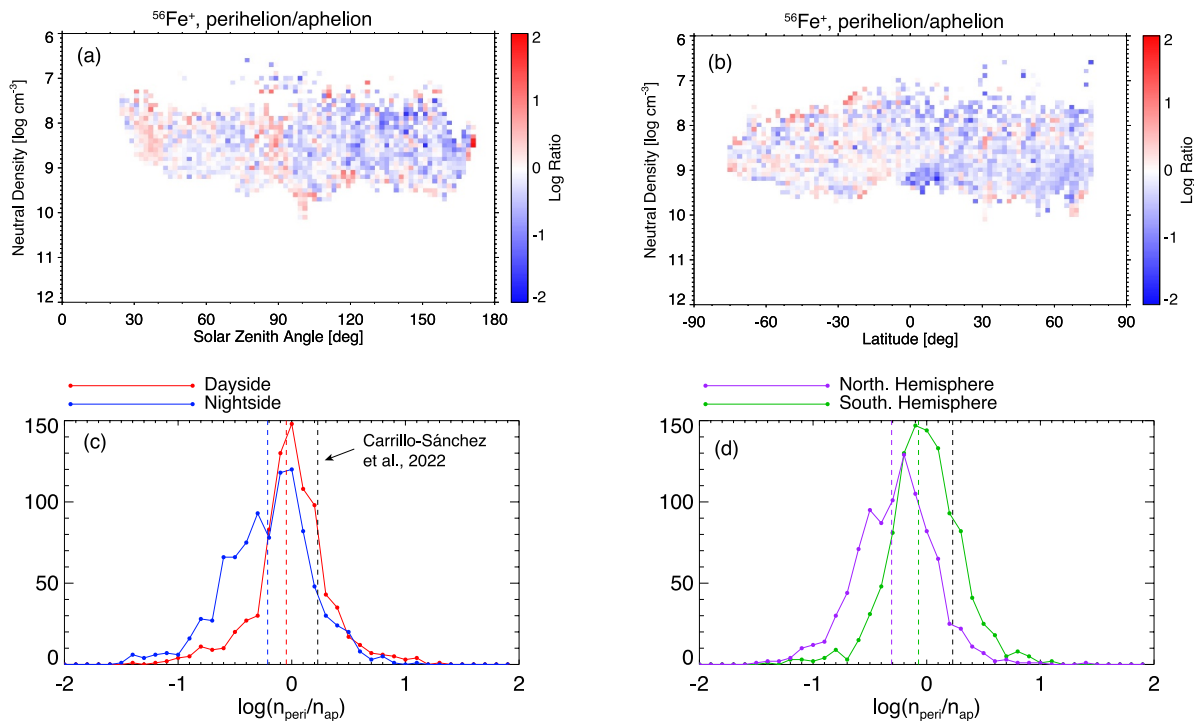 ⁵⁶Fe⁺, perihelion/aphelion
(a)
6
7
8
9
10
11
12
Neutral Density [log cm⁻³]
0 30 60 90 120 150 180
Solar Zenith Angle [deg]
2
1
0
-1
-2
Log Ratio
⁵⁶Fe⁺, perihelion/aphelion
(b)
6
7
8
9
10
11
12
Neutral Density [log cm⁻³]
-90 -60 -30 0 30 60 90
Latitude [deg]
2
1
0
-1
-2
Log Ratio
Dayside
Nightside
(c)
Carrillo-Sánchez
et al., 2022
150
100
50
0
-2 -1 0 1 2
log(n_peri/n_ap)
North. Hemisphere
South. Hemisphere
(d)
150
100
50
0
-2 -1 0 1 2
log(n_peri/n_ap)